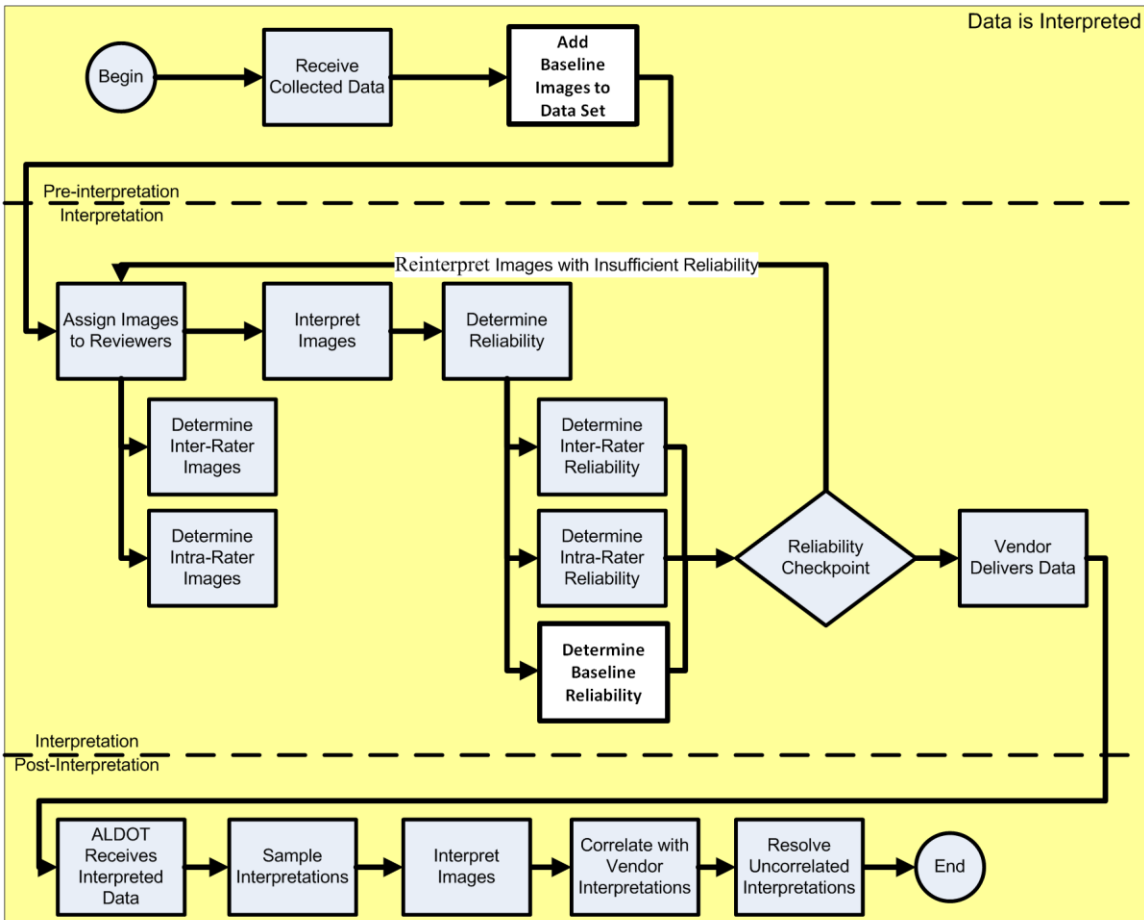 Data is Interpreted
Begin
Receive
Collected Data
Add
Baseline
Images to
Data Set
Pre-interpretation
Interpretation
Reinterpret Images with Insufficient Reliability
Assign Images
to Reviewers
Interpret
Images
Determine
Reliability
Determine
Inter-Rater
Images
Determine
Intra-Rater
Images
Determine
Inter-Rater
Reliability
Determine
Intra-Rater
Reliability
Determine
Baseline
Reliability
Reliability
Checkpoint
Vendor
Delivers Data
Interpretation
Post-Interpretation
ALDOT
Receives
Interpreted
Data
Sample
Interpretations
Interpret
Images
Correlate with
Vendor
Interpretations
Resolve
Uncorrelated
Interpretations
End